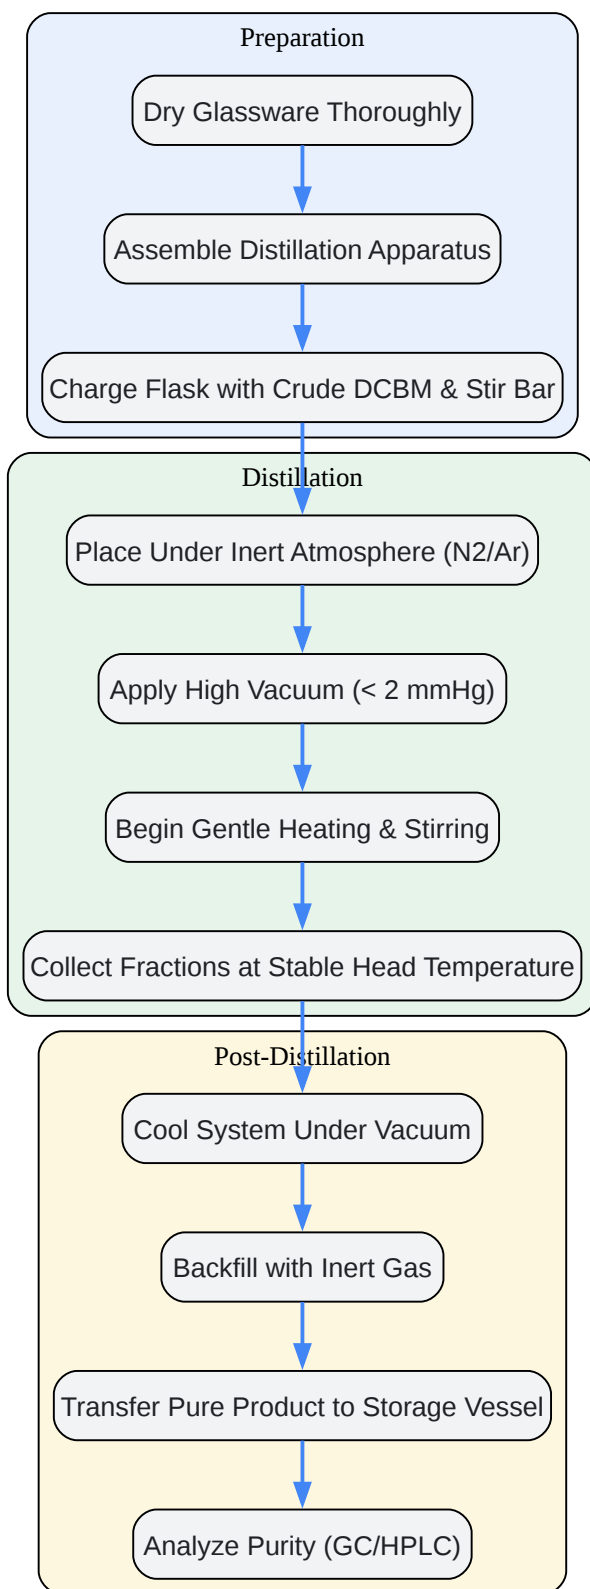 Preparation
Dry Glassware Thoroughly
Assemble Distillation Apparatus
Charge Flask with Crude DCBM & Stir Bar
Distillation
Place Under Inert Atmosphere (N2/Ar)
Apply High Vacuum (< 2 mmHg)
Begin Gentle Heating & Stirring
Collect Fractions at Stable Head Temperature
Post-Distillation
Cool System Under Vacuum
Backfill with Inert Gas
Transfer Pure Product to Storage Vessel
Analyze Purity (GC/HPLC)